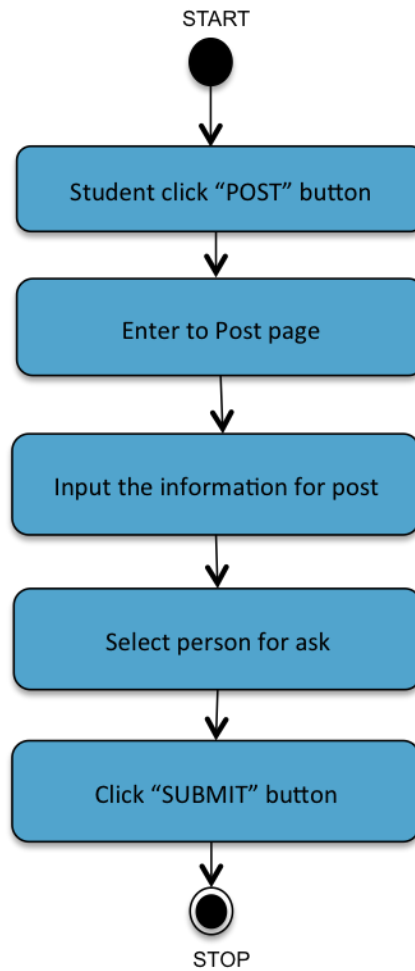 START
Student click “POST” button
Enter to Post page
Input the information for post
Select person for ask
Click “SUBMIT” button
STOP